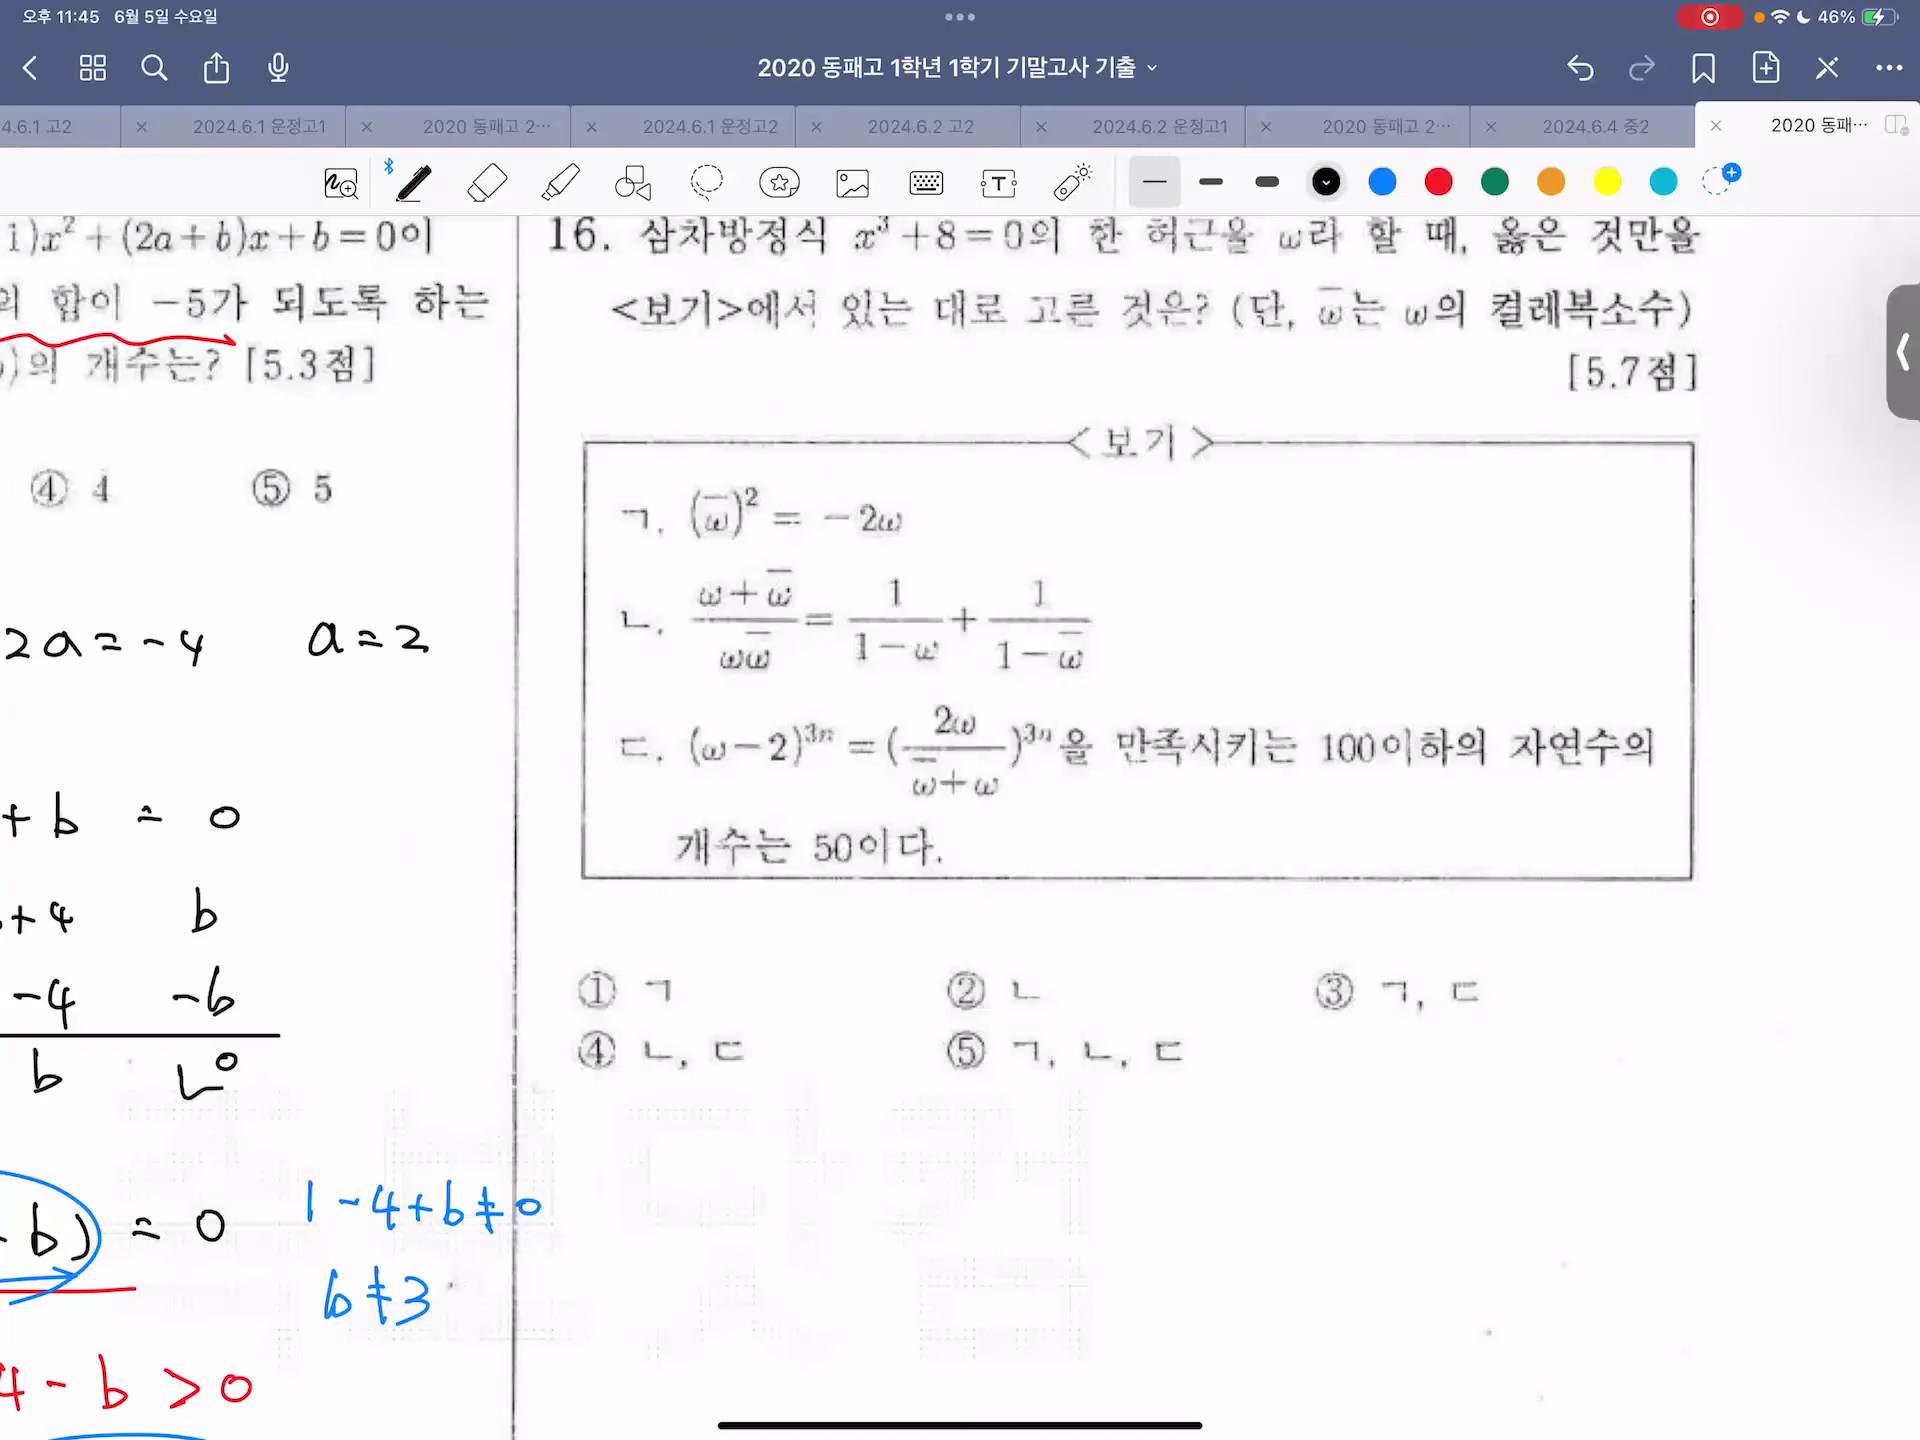 오후 11:45 6월 5일 수요일
46%
2020 동패고 1학년 1학기 기말고사 기출
4.6.1 고2
2024.6.1 운정고1
2020 동패고 2…
2024.6.1 운정고2
2024.6.2 고2
2024.6.2 운정고1
2020 동패고 2…
2024.6.4 중2
2020 동패…
1)x² + (2a+b)x + b = 0이
의 합이 -5가 되도록 하는
)의 개수는? [5.3점]
④ 4 ⑤ 5
2a = -4 a = 2
+ b = 0
+4 b
-4 -b
b 0
b) = 0
1 - 4 + b ≠ 0
b ≠ 3
4 - b > 0
16. 삼차방정식 x³ + 8 = 0의 한 허근을 ω라 할 때, 옳은 것만을
<보기>에서 있는 대로 고른 것은? (단, ω̅는 ω의 켤레복소수)
[5.7점]
<보기>
ㄱ. (ω̅)² = -2ω
ㄴ. (ω+ω̅)/(ωω̅) = 1/(1-ω) + 1/(1-ω̅)
ㄷ. (ω-2)³ⁿ = (2ω/(ω̅+ω))³ⁿ을 만족시키는 100이하의 자연수의
개수는 50이다.
① ㄱ ② ㄴ ③ ㄱ, ㄷ
④ ㄴ, ㄷ ⑤ ㄱ, ㄴ, ㄷ